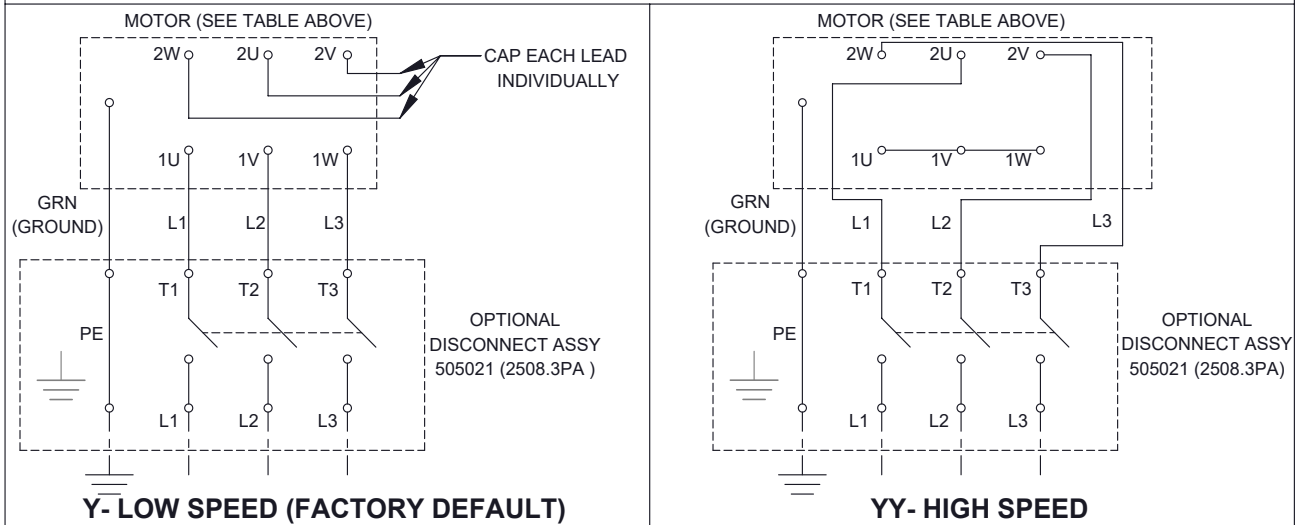 MOTOR (SEE TABLE ABOVE)
2W 2U 2V
CAP EACH LEAD
INDIVIDUALLY
1U 1V 1W
GRN
(GROUND)
L1 L2 L3
T1 T2 T3
PE
OPTIONAL
DISCONNECT ASSY
505021 (2508.3PA )
L1 L2 L3
Y- LOW SPEED (FACTORY DEFAULT)
MOTOR (SEE TABLE ABOVE)
2W 2U 2V
1U 1V 1W
GRN
(GROUND)
L1 L2 L3
T1 T2 T3
PE
OPTIONAL
DISCONNECT ASSY
505021 (2508.3PA)
L1 L2 L3
YY- HIGH SPEED